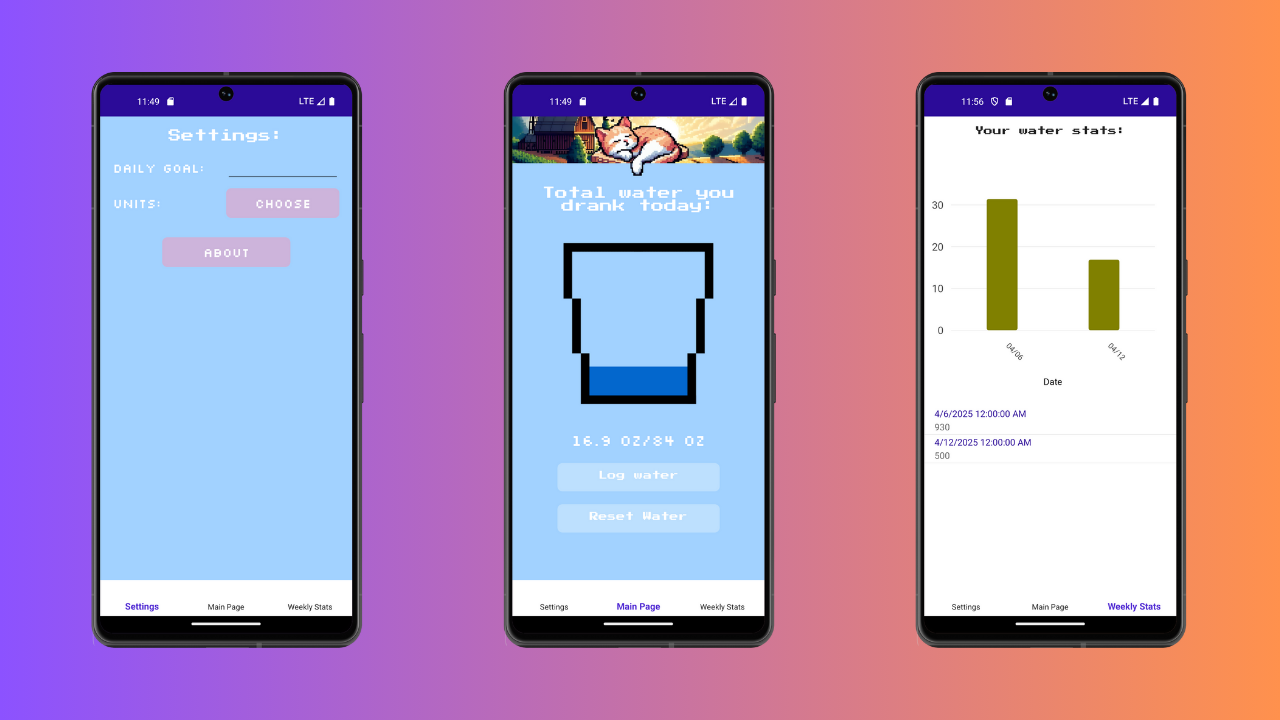 11:49 LTE
Settings:
DAILY GOAL:
UNITS: CHOOSE
ABOUT
Settings Main Page Weekly Stats
11:49 LTE
Total water you
drank today:
16.9 OZ/84 OZ
Log water
Reset Water
Settings Main Page Weekly Stats
11:56 LTE
Your water stats:
30
20
10
0
04/06 04/12
Date
4/6/2025 12:00:00 AM
930
4/12/2025 12:00:00 AM
500
Settings Main Page Weekly Stats